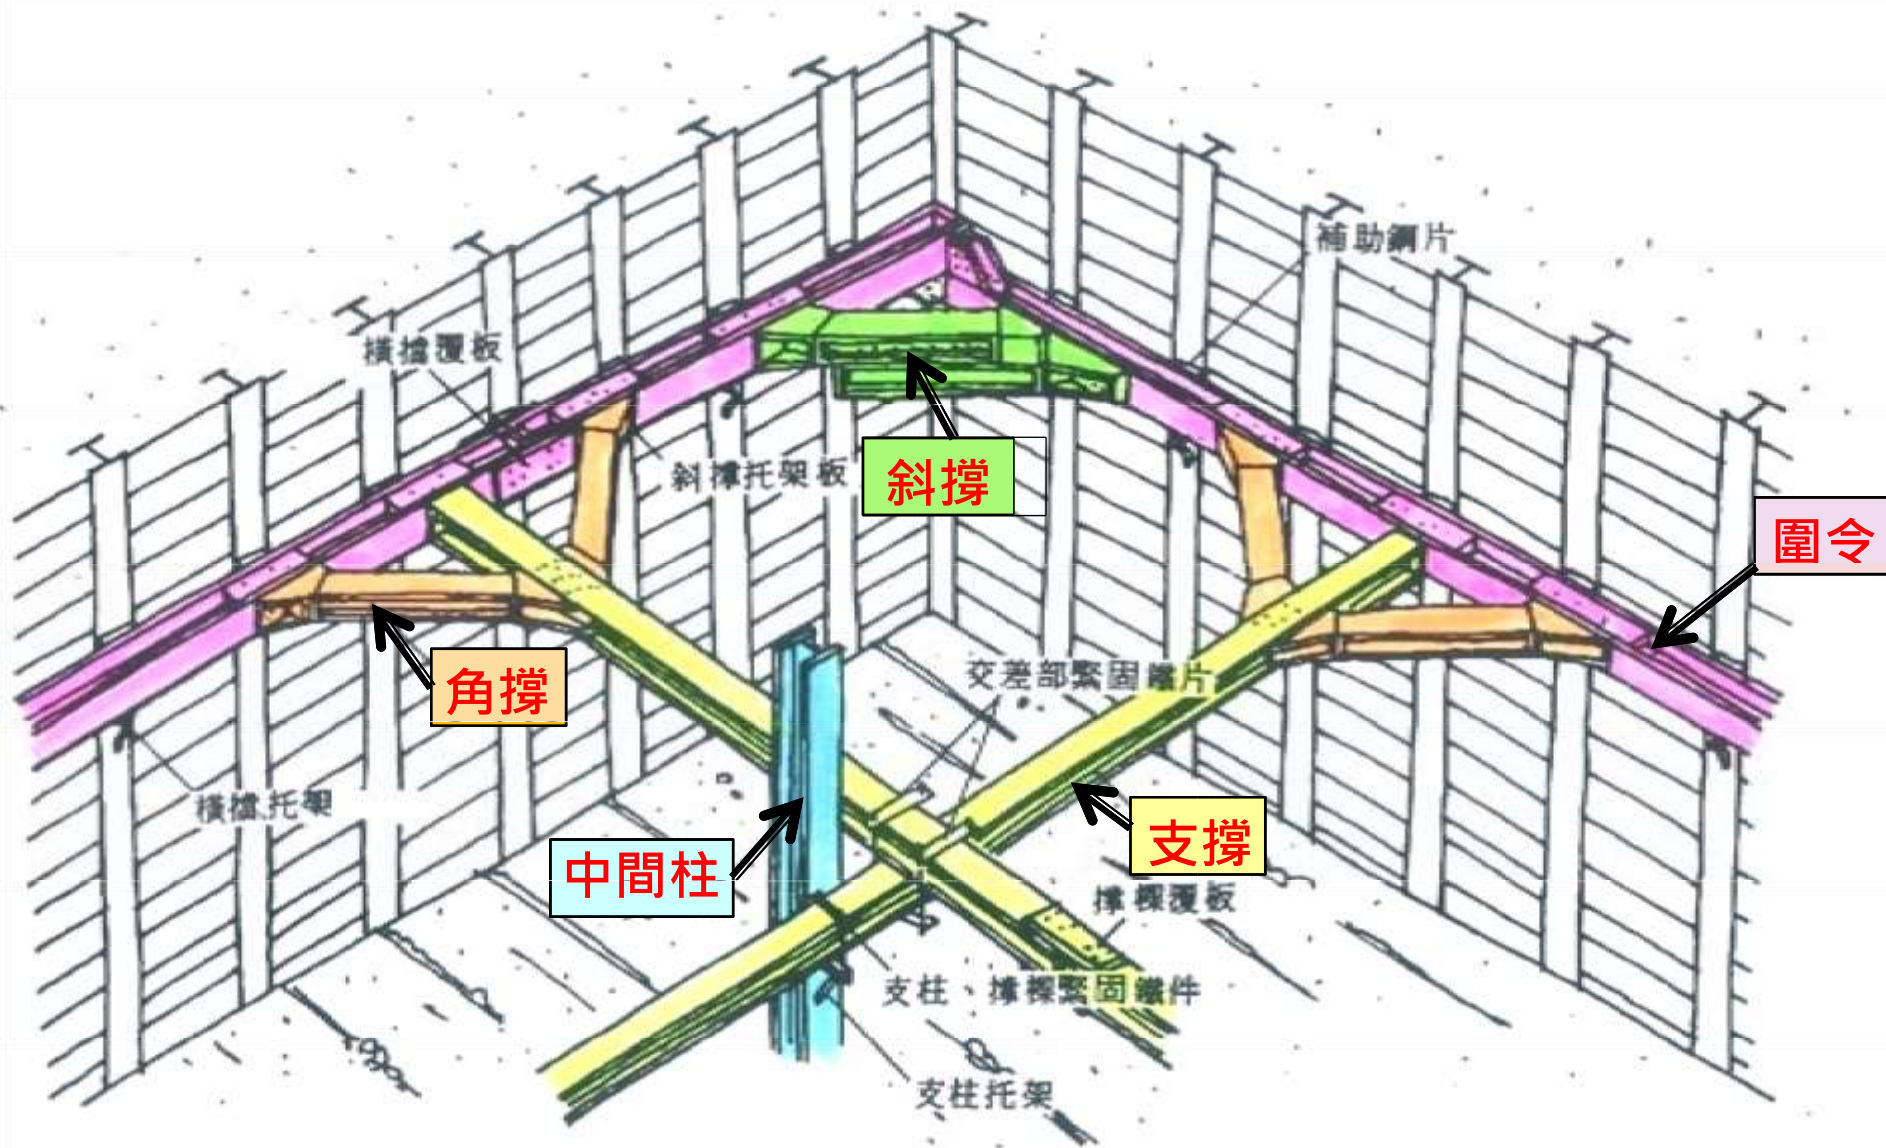 補助鋼片
橫擋覆板
斜撐托架板
斜撐
圍令
角撐
交差部緊固鐵片
橫擋托架
支撐
中間柱
撐樑覆板
支�、撐樑緊固鐵件
支柱托架